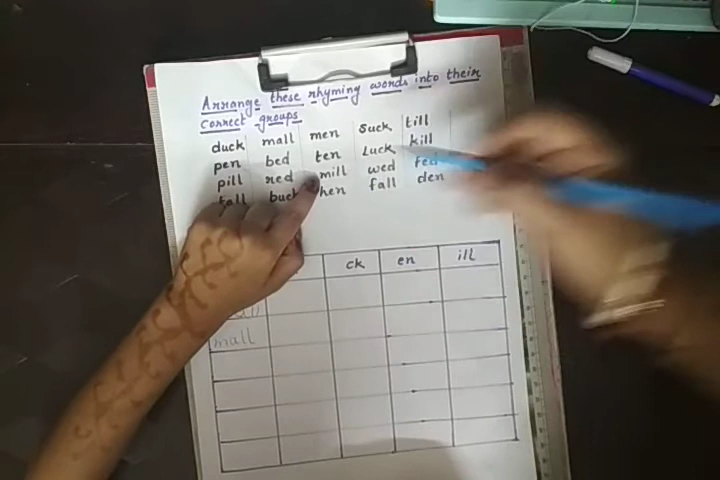 Arrange these rhyming words into their
correct groups
duck mall men suck till
pen bed ten Luck kill
pill red mill wed fed
fall buck hen fall den
ck en ill
mall